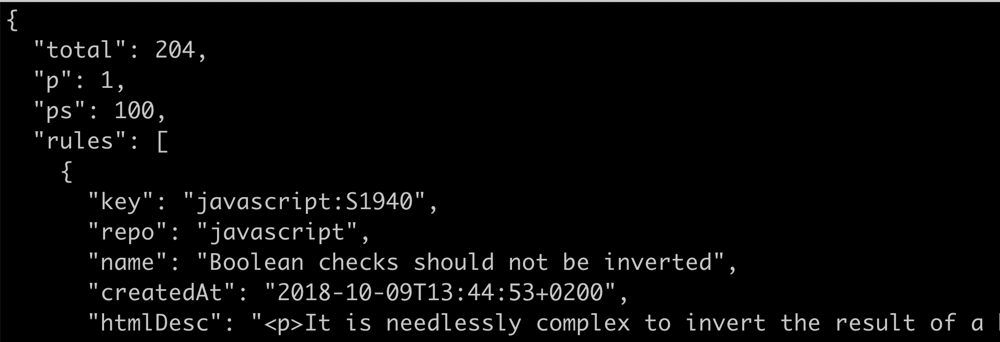 {
"total": 204,
"p": 1,
"ps": 100,
"rules": [
{
"key": "javascript:S1940",
"repo": "javascript",
"name": "Boolean checks should not be inverted",
"createdAt": "2018-10-09T13:44:53+0200",
"htmlDesc": "<p>It is needlessly complex to invert the result of a